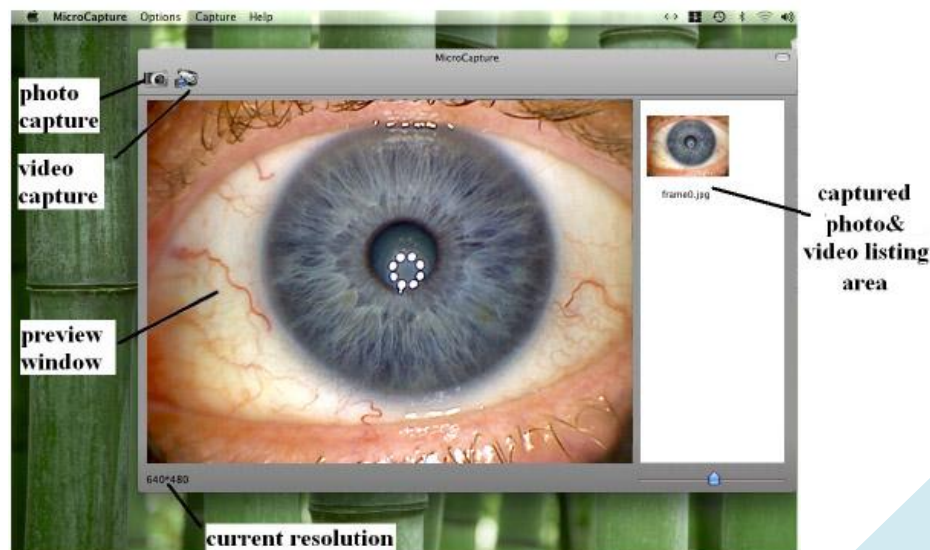 MicroCapture Options Capture Help
MicroCapture
photo
capture
video
capture
frame0.jpg
captured
photo&
video listing
area
preview
window
640*480
current resolution